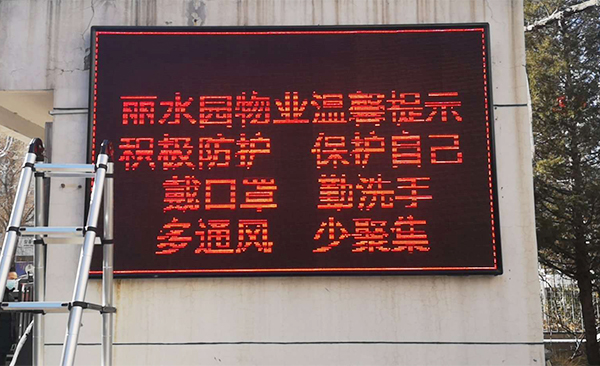 丽水园物业温馨提示
积极防护 保护自己
戴口罩 勤洗手
多通风 少聚集